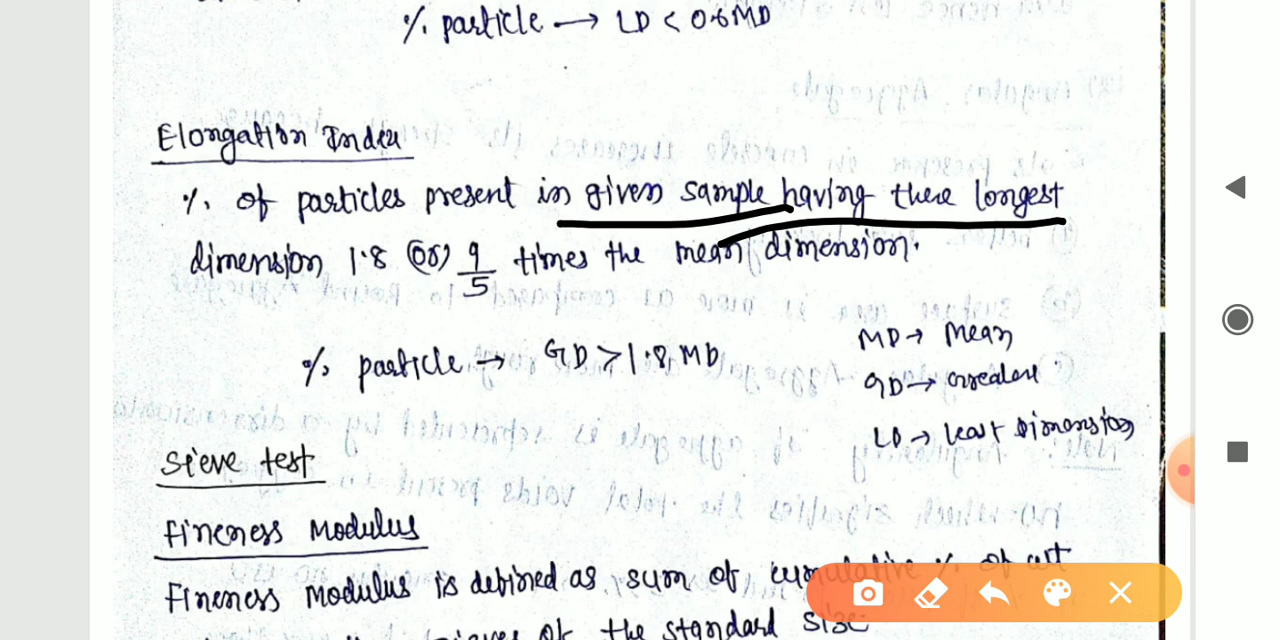 % particle → LD < 0.6MD
Elongation Index
% of particles present in given sample having there longest
dimension 1.8 (or) 9/5 times the mean dimension.
% particle → GD > 1.8 MD
MD → Mean
GD → Greatest
LD → Least Dimension
Sieve test
Fineness Modulus
Fineness Modulus is defined as sum of cumulative % of wt
of the standard size